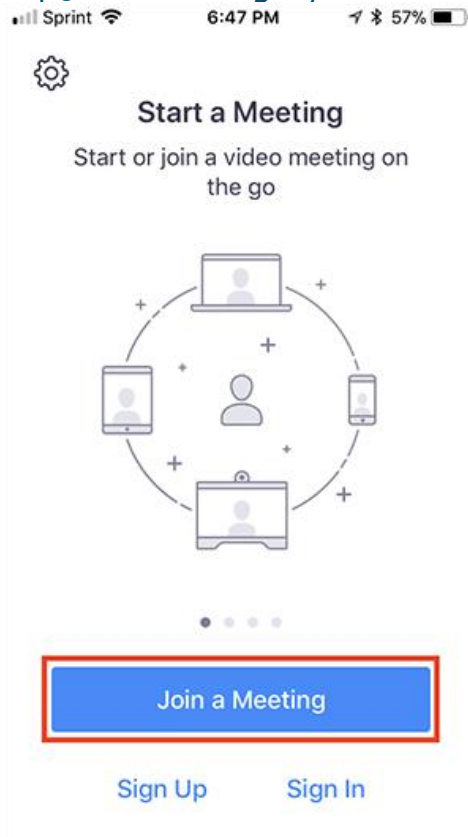 Sprint 6:47 PM 57%
Start a Meeting
Start or join a video meeting on
the go
Join a Meeting
Sign Up Sign In